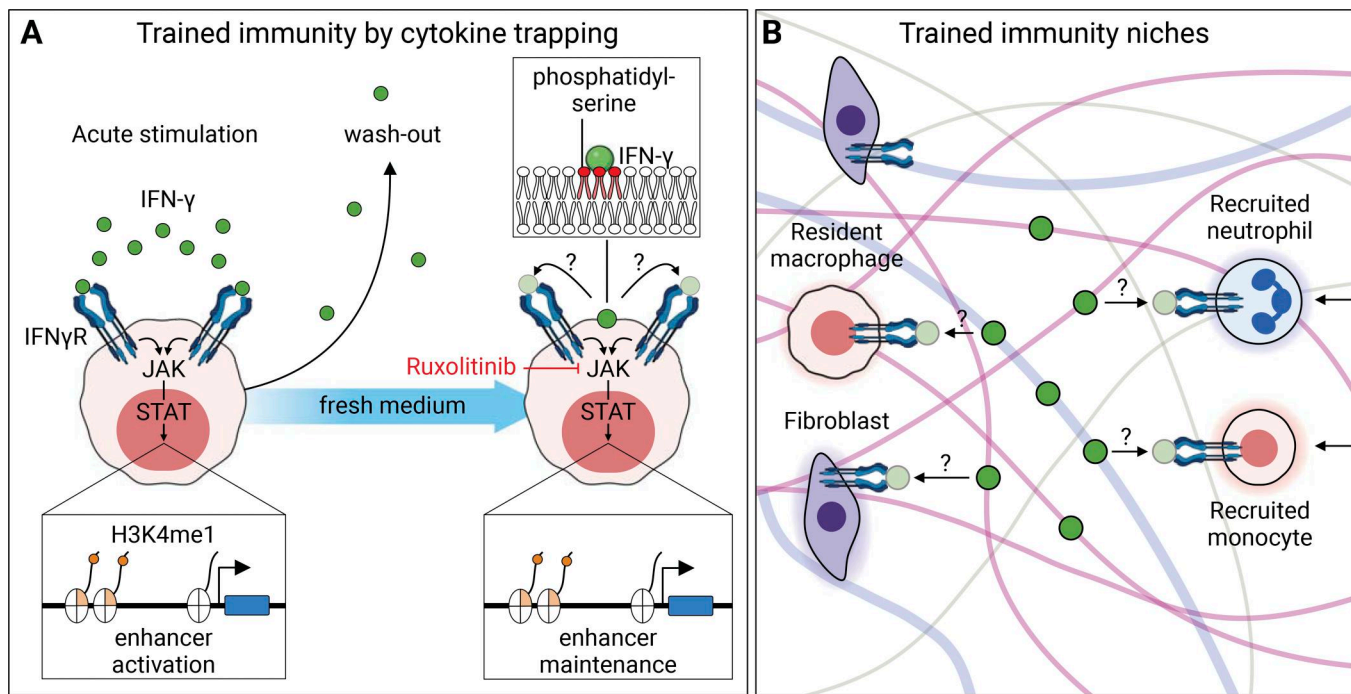 A
Trained immunity by cytokine trapping
Acute stimulation
wash-out
IFN-γ
IFNγR
JAK
STAT
H3K4me1
enhancer
activation
fresh medium
phosphatidyl-
serine
IFN-γ
?
?
Ruxolitinib
JAK
STAT
enhancer
maintenance
B
Trained immunity niches
Resident
macrophage
?
Recruited
neutrophil
?
Fibroblast
?
?
Recruited
monocyte